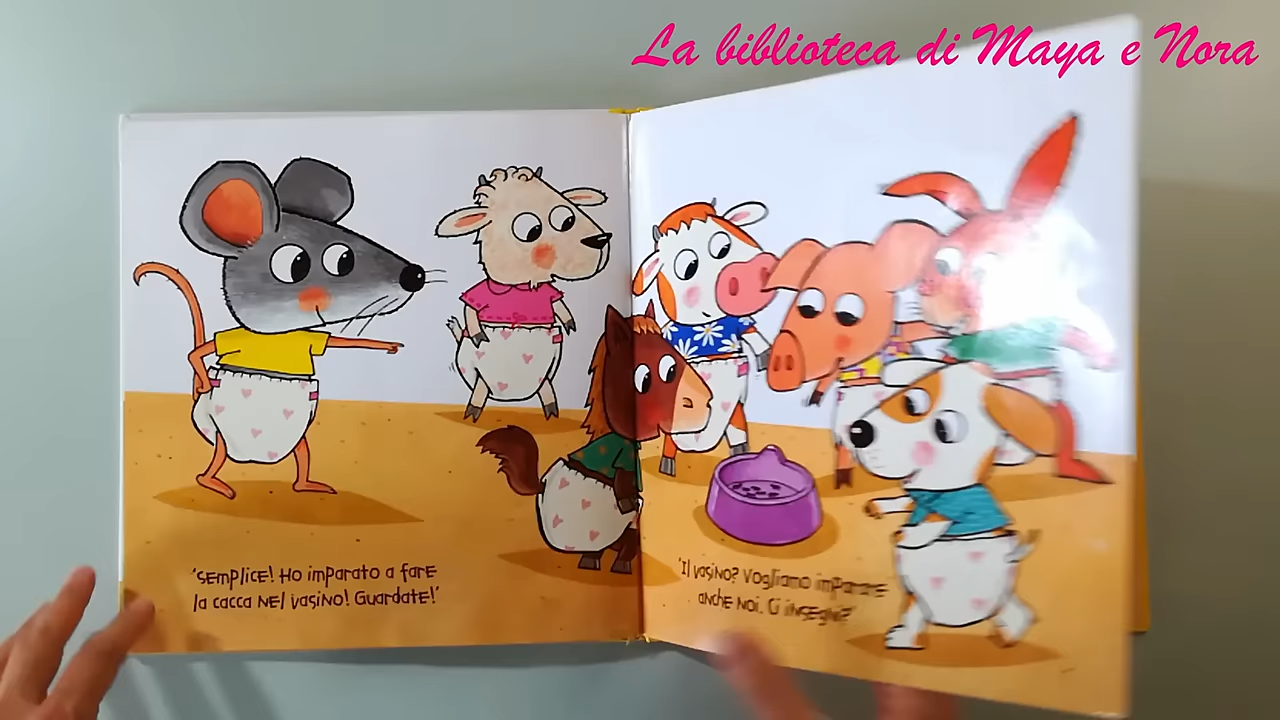 La biblioteca di Maya e Nora
'Semplice! Ho imparato a fare
la cacca nel vasino! Guardate!'
'Il vasino? Vogliamo imparare
anche noi. Ci insegni?'